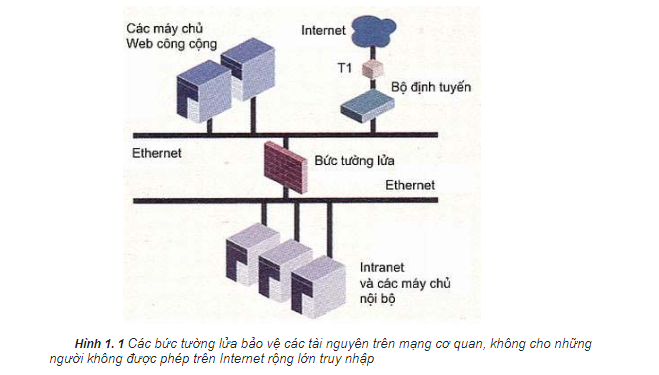 Các máy chủ
Web công cộng
Internet
T1
Bộ định tuyến
Ethernet
Bức tường lửa
Ethernet
Intranet
và các máy chủ
nội bộ
Hình 1. 1 Các bức tường lửa bảo vệ các tài nguyên trên mạng cơ quan, không cho những
người không được phép trên Internet rộng lớn truy nhập